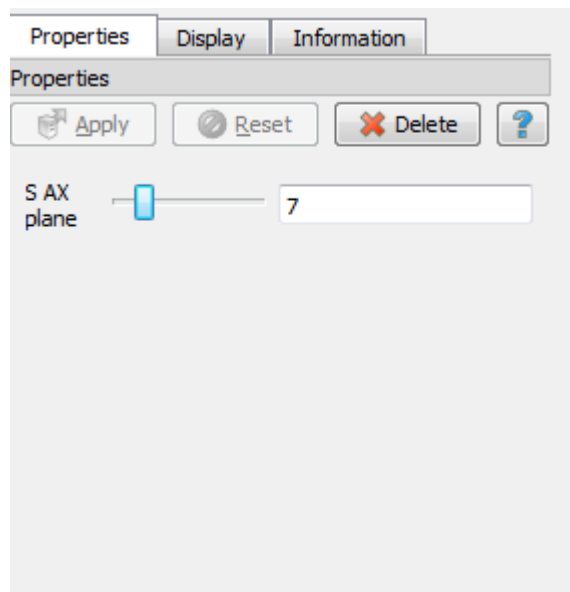 Properties Display Information
Properties
Apply Reset Delete ?
S AX
plane
7